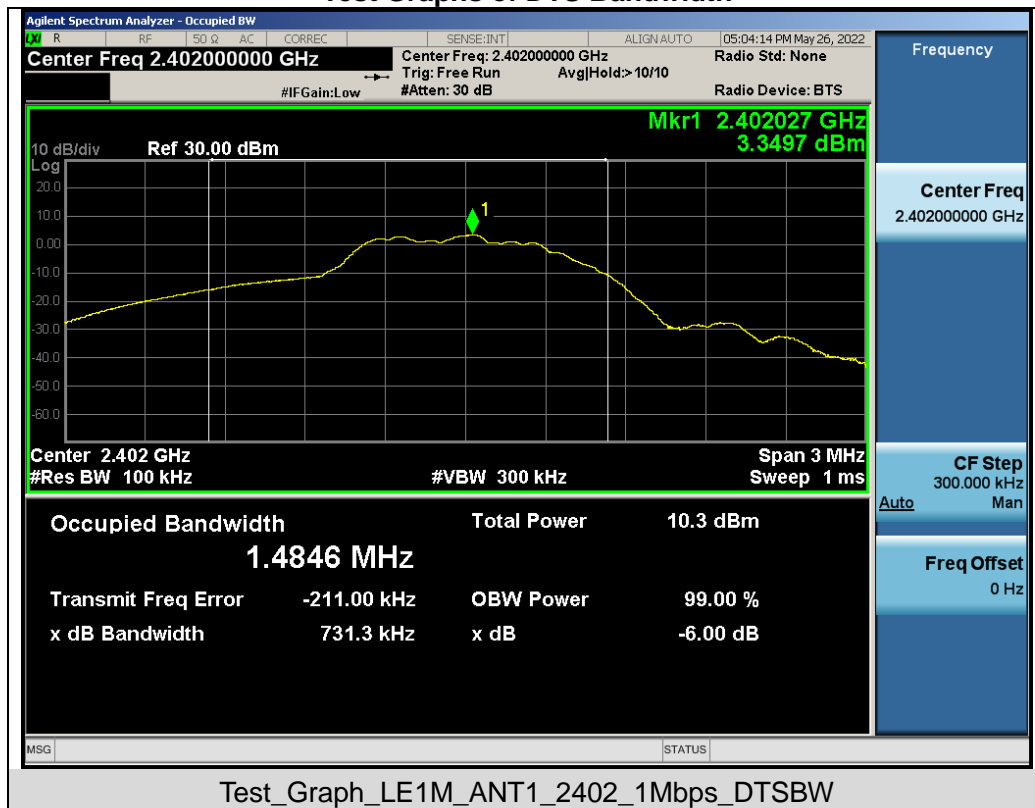 Test Graphs of DTS Bandwidth
Agilent Spectrum Analyzer - Occupied BW
LXI R RF 50 Ω AC CORREC SENSE:INT ALIGN AUTO 05:04:14 PM May 26, 2022
Center Freq 2.402000000 GHz
Center Freq: 2.402000000 GHz
Radio Std: None
Trig: Free Run Avg|Hold:> 10/10
#IFGain:Low
#Atten: 30 dB
Radio Device: BTS
Frequency
Mkr1 2.402027 GHz
3.3497 dBm
10 dB/div Ref 30.00 dBm
Log
20.0
10.0
0.00
-10.0
-20.0
-30.0
-40.0
-50.0
-60.0
1
Center 2.402 GHz
Span 3 MHz
#Res BW 100 kHz
#VBW 300 kHz
Sweep 1 ms
Center Freq
2.402000000 GHz
CF Step
300.000 kHz
Auto Man
Freq Offset
0 Hz
Occupied Bandwidth
Total Power 10.3 dBm
1.4846 MHz
Transmit Freq Error -211.00 kHz
OBW Power 99.00 %
x dB Bandwidth 731.3 kHz
x dB -6.00 dB
MSG
STATUS
Test_Graph_LE1M_ANT1_2402_1Mbps_DTSBW